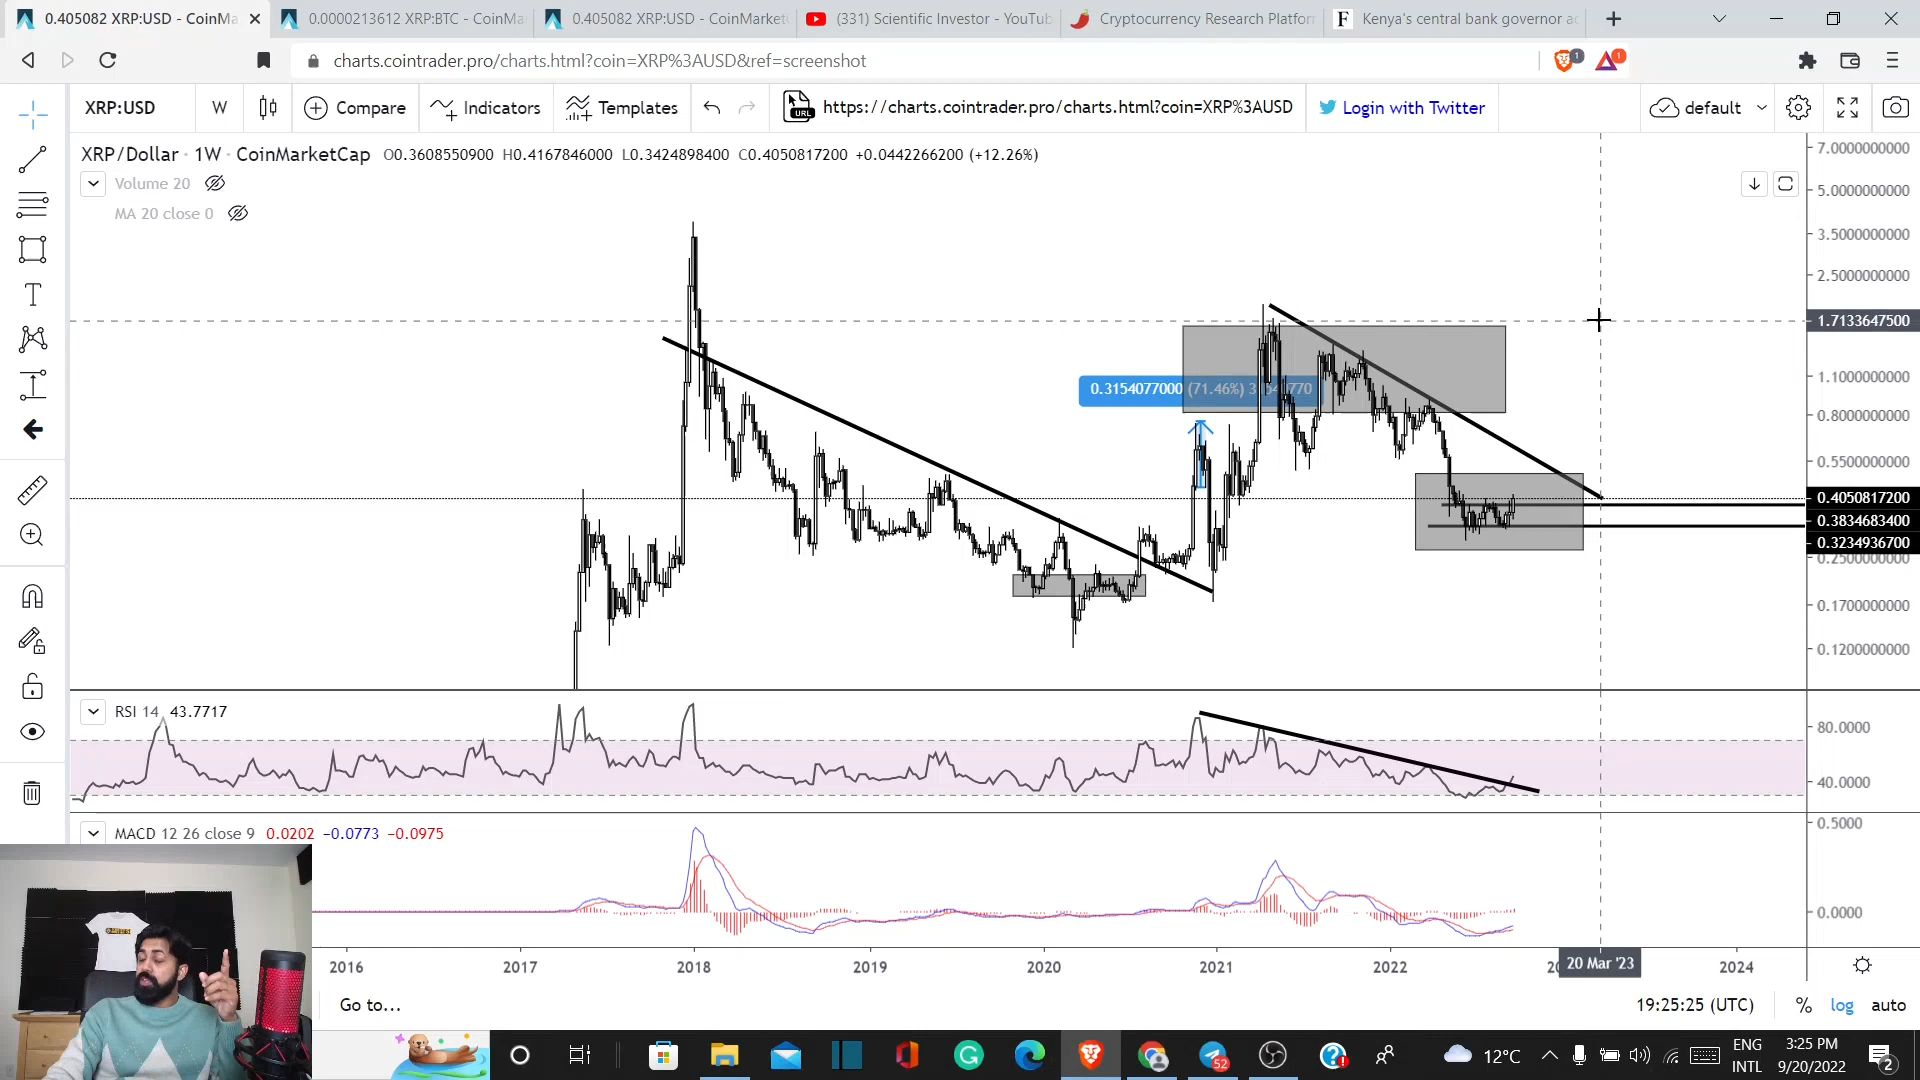 0.405082 XRP:USD - CoinMa
0.0000213612 XRP:BTC - CoinMa
0.405082 XRP:USD - CoinMarket
(331) Scientific Investor - YouTub
Cryptocurrency Research Platfor
F Kenya's central bank governor a
charts.cointrader.pro/charts.html?coin=XRP%3AUSD&ref=screenshot
1
1
XRP:USD
W
Compare
Indicators
Templates
URL
https://charts.cointrader.pro/charts.html?coin=XRP%3AUSD
Login with Twitter
default
XRP/Dollar · 1W · CoinMarketCap O0.3608550900 H0.4167846000 L0.3424898400 C0.4050817200 +0.0442266200 (+12.26%)
Volume 20
MA 20 close 0
7.0000000000
5.0000000000
3.5000000000
2.5000000000
1.7133647500
1.1000000000
0.3154077000 (71.46%)
0.8000000000
0.5500000000
0.4050817200
0.3834683400
0.3234936700
0.2500000000
0.1700000000
0.1200000000
RSI 14 43.7717
80.0000
40.0000
MACD 12 26 close 9 0.0202 −0.0773 −0.0975
0.5000
0.0000
2016 2017 2018 2019 2020 2021 2022 20 Mar '23 2024
Go to...
19:25:25 (UTC) % log auto
52
12°C
ENG
INTL
3:25 PM
9/20/2022
2